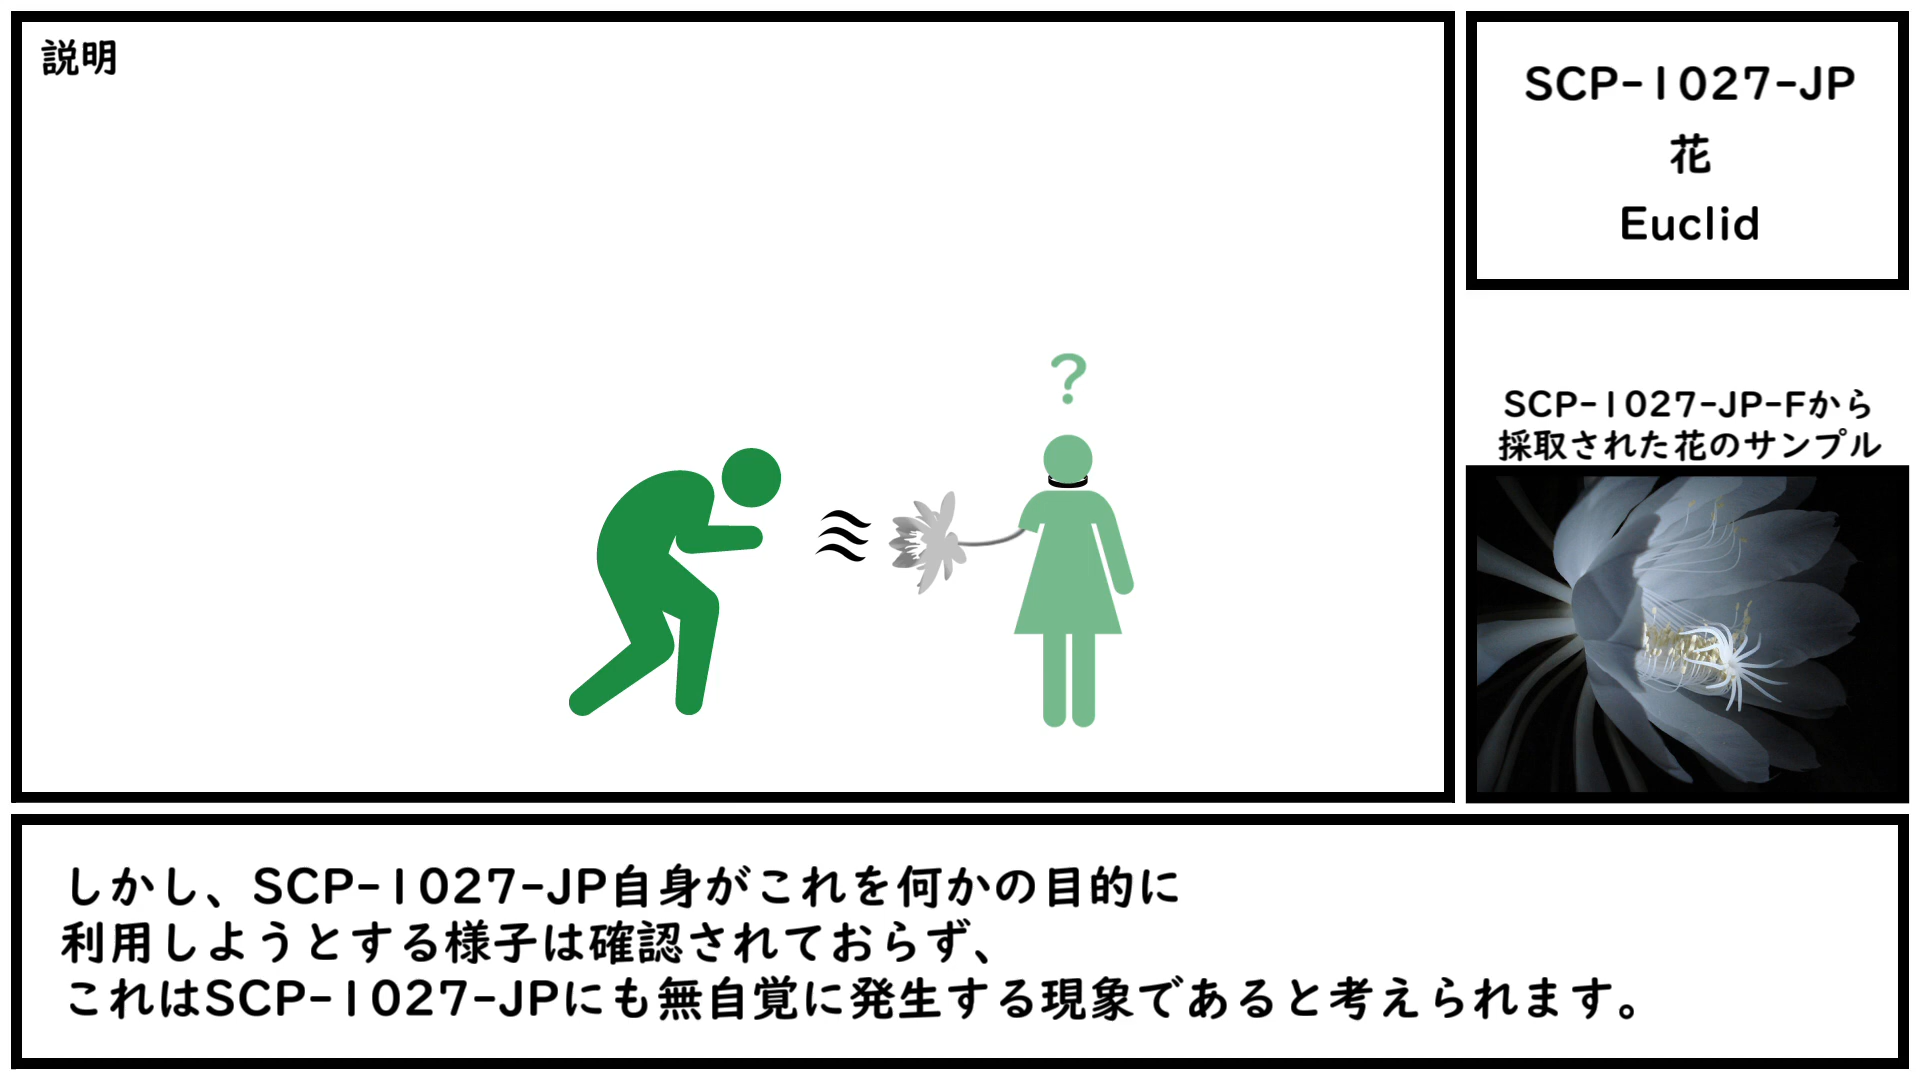 説明
?
SCP-1027-JP
花
Euclid
SCP-1027-JP-Fから
採取された花のサンプル
しかし、SCP-1027-JP自身がこれを何かの目的に
利用しようとする様子は確認されておらず、
これはSCP-1027-JPにも無自覚に発生する現象であると考えられます。